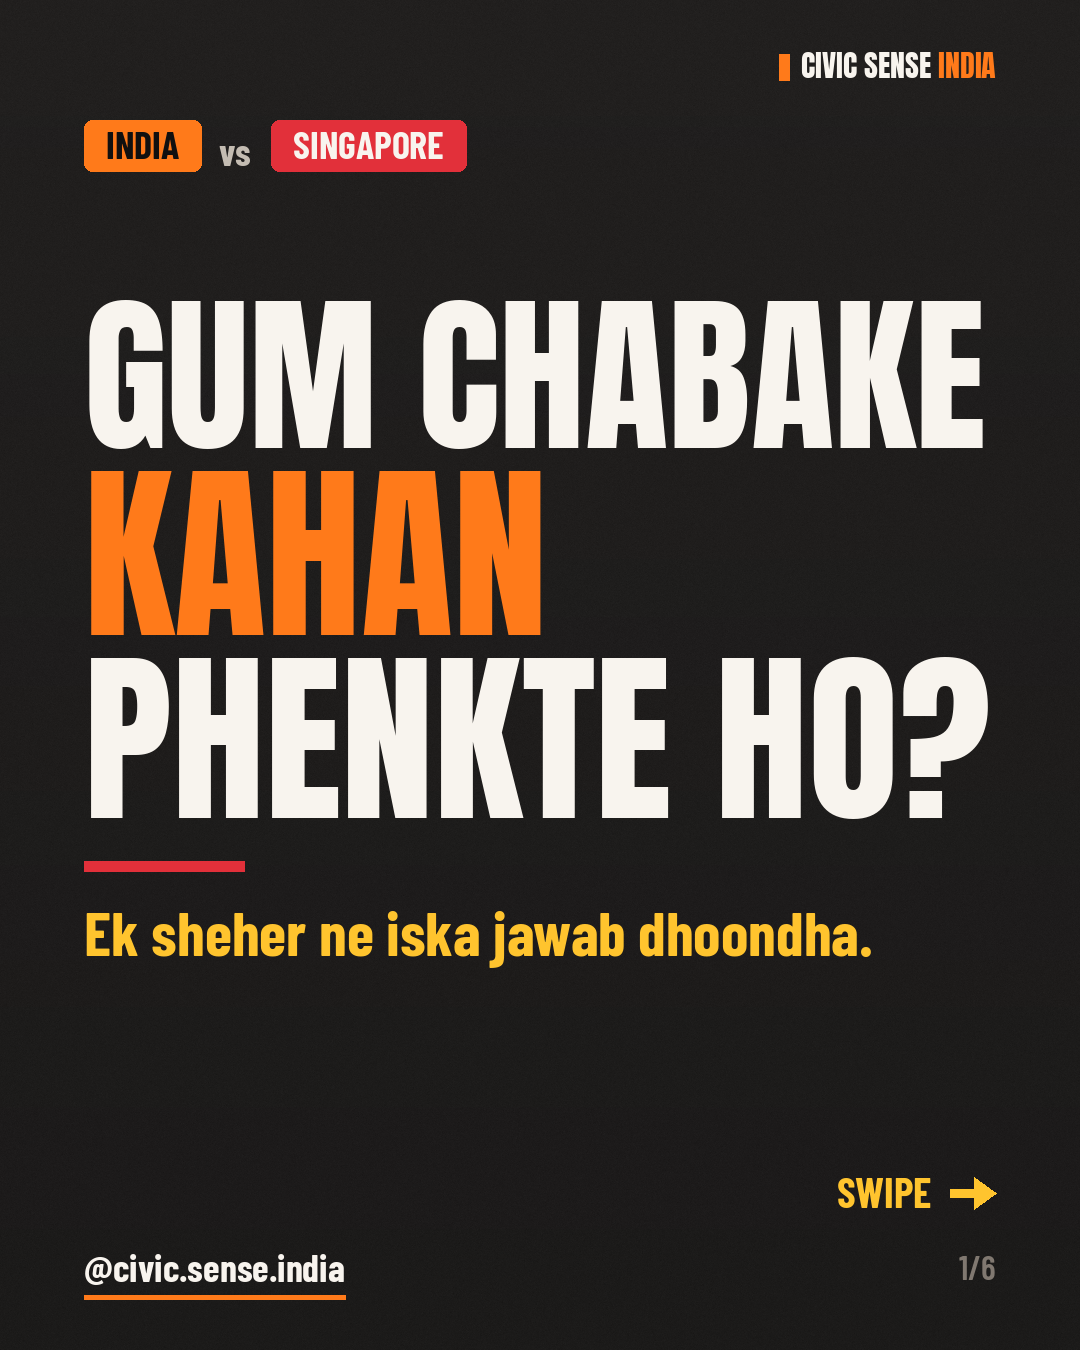 CIVIC SENSE INDIA
INDIA vs SINGAPORE
GUM CHABAKE
KAHAN
PHENKTE HO?
Ek sheher ne iska jawab dhoondha.
SWIPE
@civic.sense.india
1/6